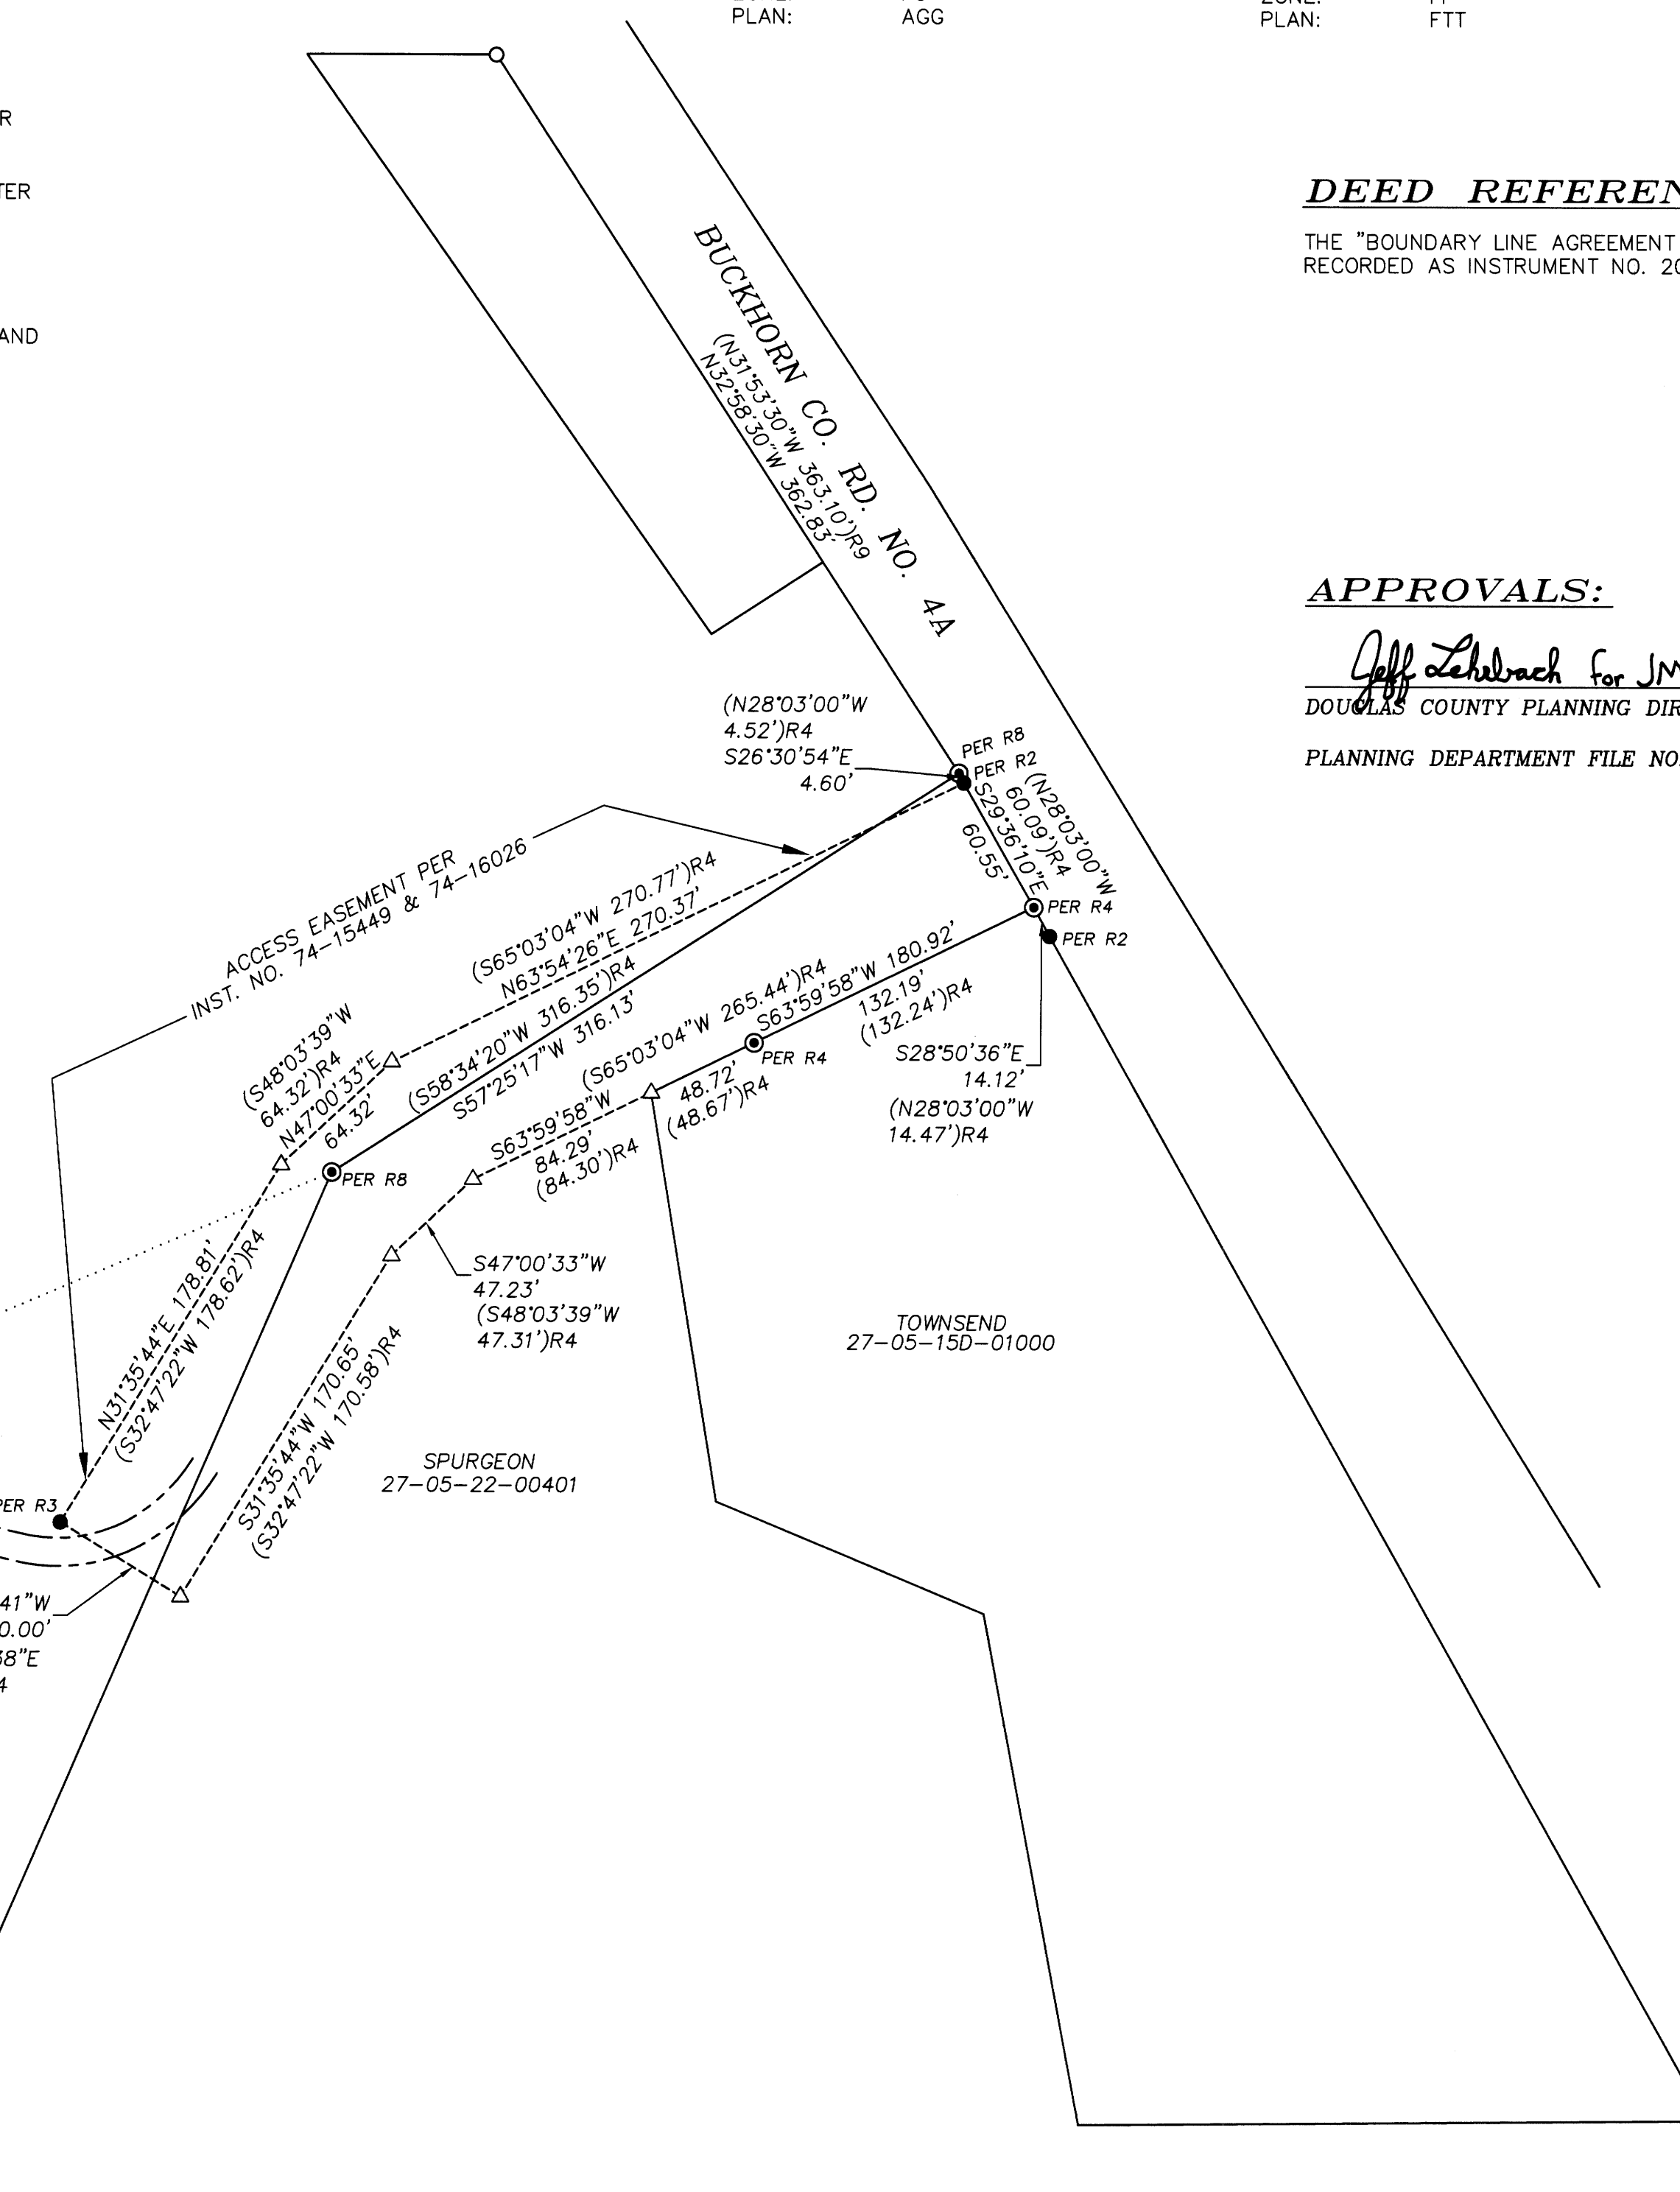 PLAN: AGG
PLAN: FTT
R
TER
AND
DEED REFEREN
THE "BOUNDARY LINE AGREEMENT
RECORDED AS INSTRUMENT NO. 20
BUCKHORN CO. RD. NO. 4A
(N31°53'30"W 363.10')R9
N32°58'30"W 362.83'
APPROVALS:
Jeff Lehrbach for JM
DOUGLAS COUNTY PLANNING DIR
PLANNING DEPARTMENT FILE NO
(N28°03'00"W
4.52')R4
S26°30'54"E
4.60'
PER R8
PER R2
(N28°03'00"W
60.09')R4
S29°36'10"E
60.55'
PER R4
PER R2
ACCESS EASEMENT PER
INST. NO. 74-15449 & 74-16026
(S65°03'04"W 270.77')R4
N63°54'26"E 270.37'
(S58°34'20"W 316.35')R4
S57°25'17"W 316.13'
(S48°03'39"W
64.32')R4
N47°00'33"E
64.32'
PER R8
(S65°03'04"W 265.44')R4
S63°59'58"W 180.92'
132.19'
(132.24')R4
PER R4
48.72'
(48.67')R4
S28°50'36"E
14.12'
(N28°03'00"W
14.47')R4
S63°59'58"W
84.29'
(84.30')R4
S47°00'33"W
47.23'
(S48°03'39"W
47.31')R4
N31°35'44"E 178.81'
(S32°47'22"W 178.62')R4
S31°35'44"W 170.65'
(S32°47'22"W 170.58')R4
TOWNSEND
27-05-15D-01000
SPURGEON
27-05-22-00401
PER R3
41"W
0.00'
38"E
4